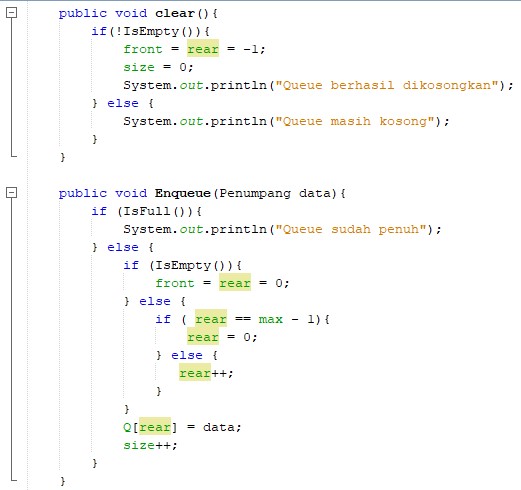 public void clear(){
if(!IsEmpty()){
front = rear = -1;
size = 0;
System.out.println("Queue berhasil dikosongkan");
} else {
System.out.println("Queue masih kosong");
}
}
public void Enqueue(Penumpang data){
if (IsFull()){
System.out.println("Queue sudah penuh");
} else {
if (IsEmpty()){
front = rear = 0;
} else {
if ( rear == max - 1){
rear = 0;
} else {
rear++;
}
}
Q[rear] = data;
size++;
}
}